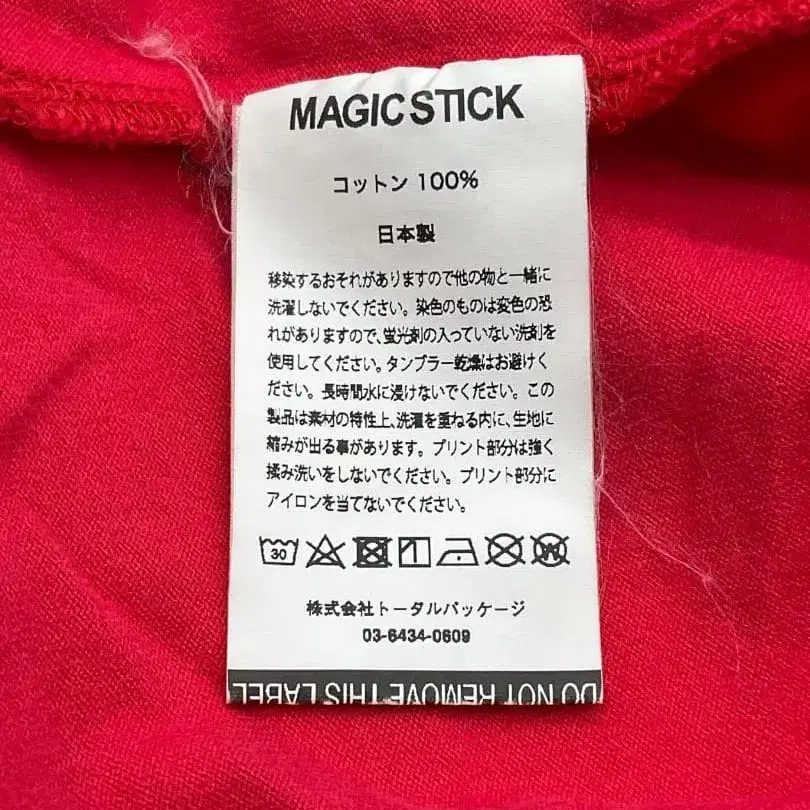 MAGIC STICK
コットン 100%
日本製
移染するおそれがありますので他の物と一緒に
洗濯しないでください。染色のものは変色の恐
れがありますので、蛍光剤の入っていない洗剤を
使用してください。タンブラー乾燥はお避けく
ださい。長時間水に浸けないでください。この
製品は素材の特性上、洗濯を重ねる内に、生地に
縮みが出る事があります。プリント部分は強く
揉み洗いをしないでください。プリント部分に
アイロンを当てないでください。
30 W
株式会社トータルパッケージ
03-6434-0609
DO NOT REMOVE THIS LABEL